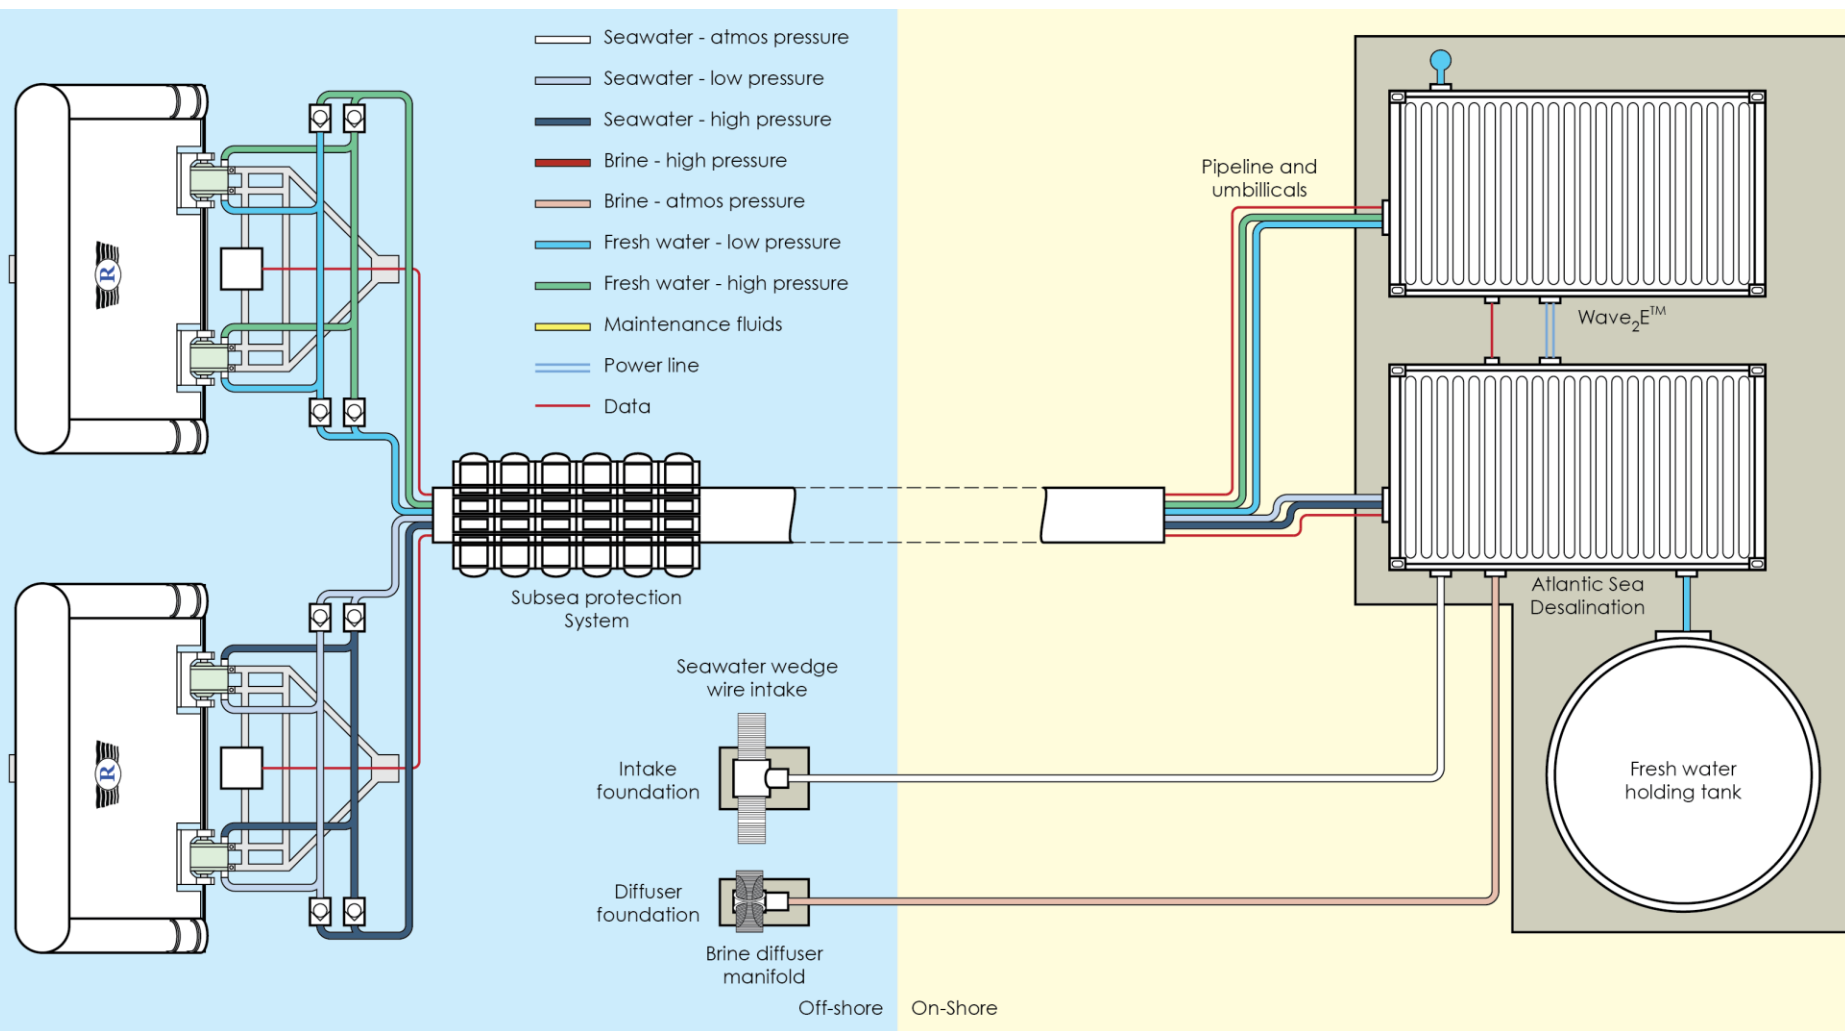 Seawater - atmos pressure
Seawater - low pressure
Seawater - high pressure
Brine - high pressure
Brine - atmos pressure
Fresh water - low pressure
Fresh water - high pressure
Maintenance fluids
Power line
Data
R
R
Pipeline and
umbillicals
Wave₂E™
Atlantic Sea
Desalination
Subsea protection
System
Seawater wedge
wire intake
Intake
foundation
Fresh water
holding tank
Diffuser
foundation
Brine diffuser
manifold
Off-shore
On-Shore